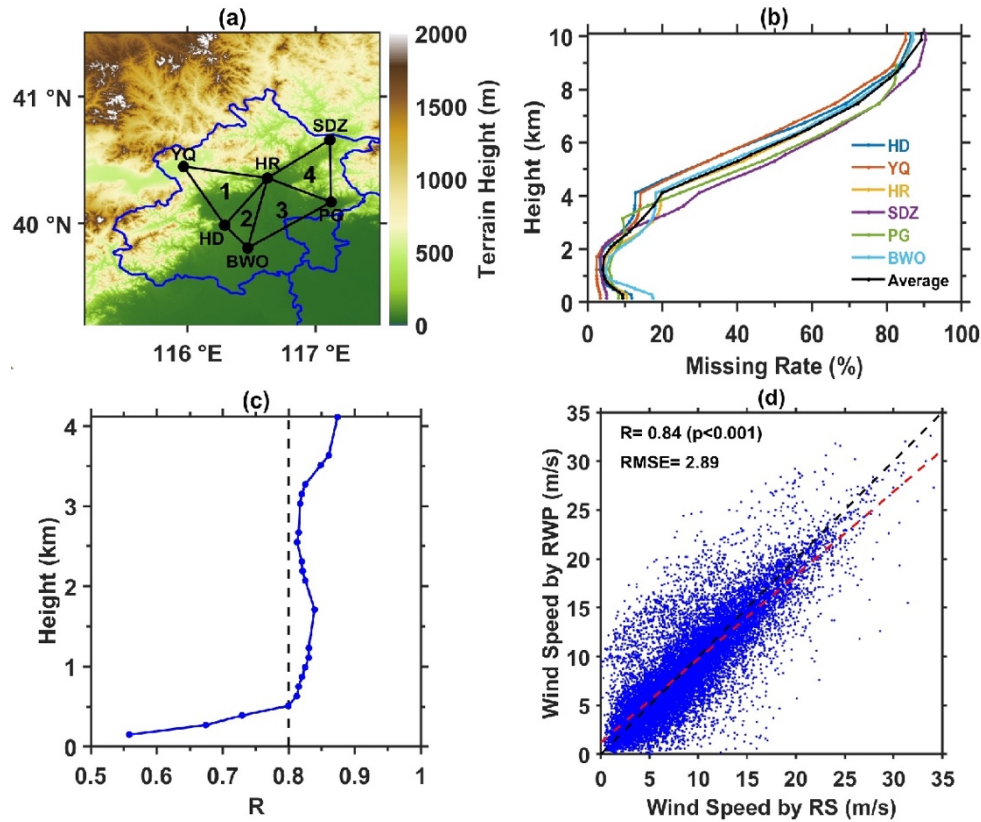 (a)
41 °N
40 °N
116 °E
117 °E
YQ
HR
SDZ
HD
BWO
PG
1
2
3
4
2000
1500
1000
500
0
Terrain Height (m)
(b)
10
8
6
4
2
0
Height (km)
HD
YQ
HR
SDZ
PG
BWO
Average
0 20 40 60 80 100
Missing Rate (%)
(c)
4
3
2
1
0
Height (km)
0.5 0.6 0.7 0.8 0.9 1
R
(d)
R= 0.84 (p<0.001)
RMSE= 2.89
35
30
25
20
15
10
5
0
Wind Speed by RWP (m/s)
0 5 10 15 20 25 30 35
Wind Speed by RS (m/s)